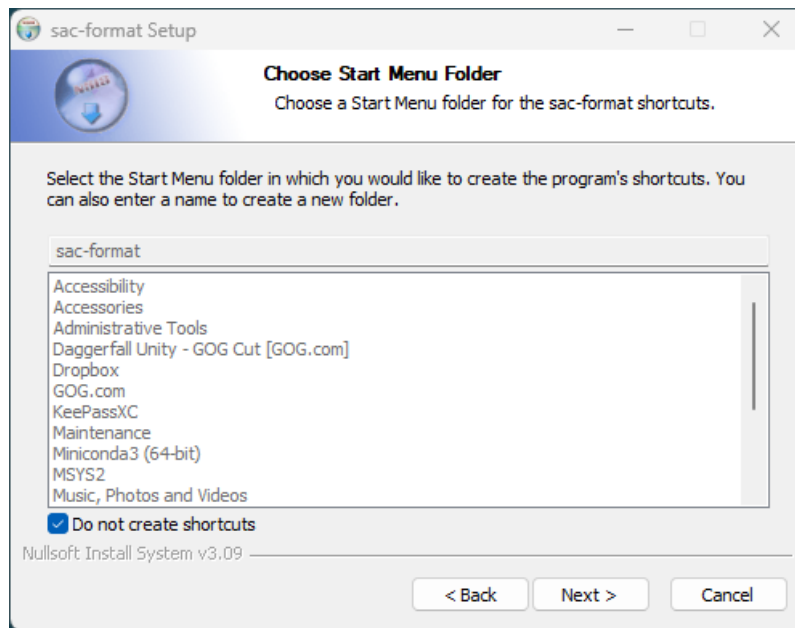 sac-format Setup
Choose Start Menu Folder
Choose a Start Menu folder for the sac-format shortcuts.
Select the Start Menu folder in which you would like to create the program's shortcuts. You
can also enter a name to create a new folder.
sac-format
Accessibility
Accessories
Administrative Tools
Daggerfall Unity - GOG Cut [GOG.com]
Dropbox
GOG.com
KeePassXC
Maintenance
Miniconda3 (64-bit)
MSYS2
Music, Photos and Videos
Do not create shortcuts
Nullsoft Install System v3.09
< Back
Next >
Cancel